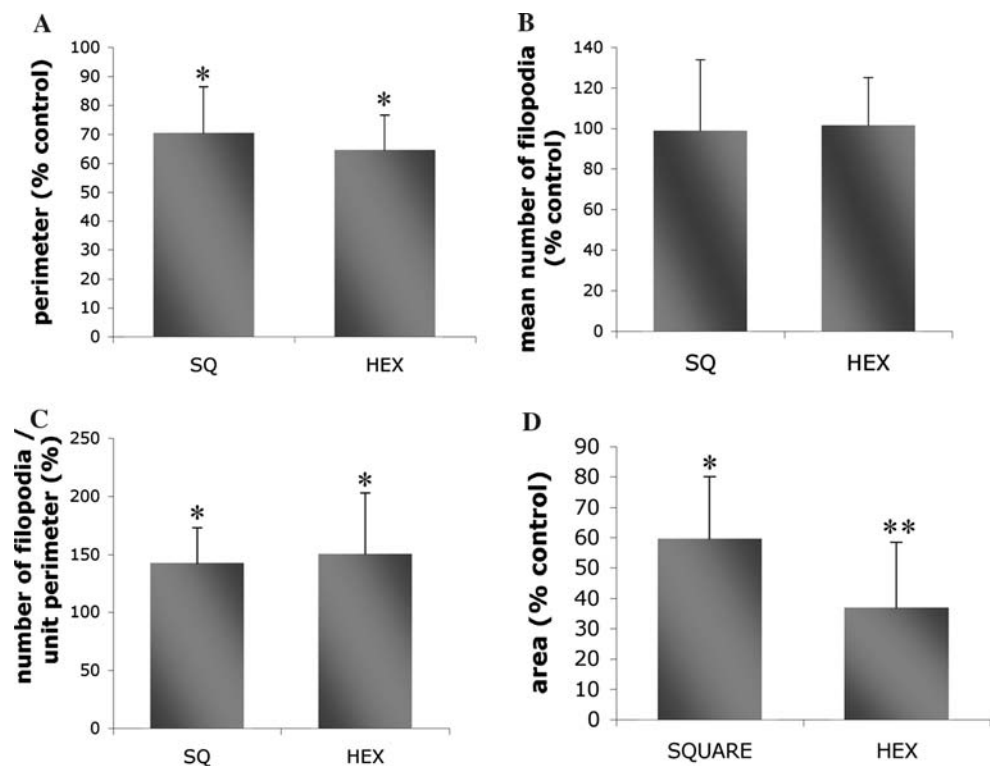 A
perimeter (% control)
100
90
80
70
60
50
40
30
20
10
0
*
*
SQ
HEX
B
mean number of filopodia
(% control)
140
120
100
80
60
40
20
0
SQ
HEX
C
number of filopodia /
unit perimeter (%)
250
200
150
100
50
0
*
*
SQ
HEX
D
area (% control)
90
80
70
60
50
40
30
20
10
0
*
**
SQUARE
HEX